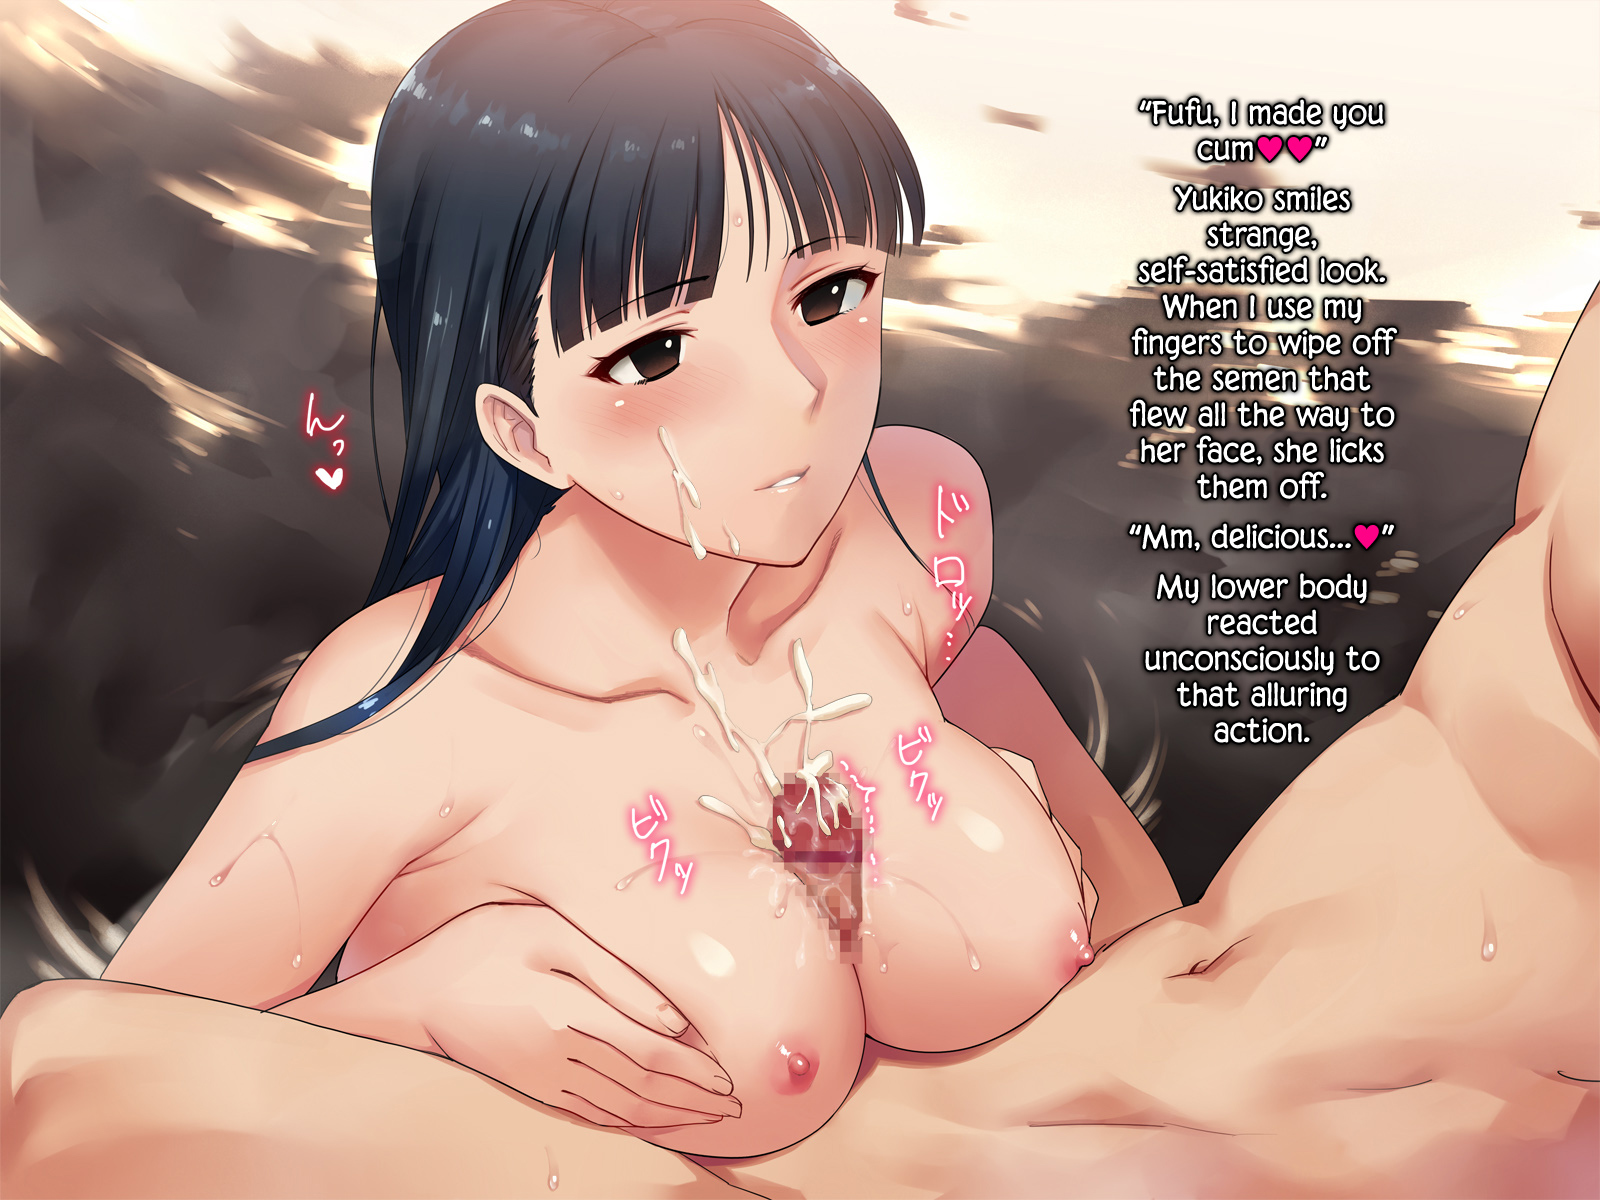 “Fufu, I made you
cum♥♥”
Yukiko smiles
strange,
self-satisfied look.
When I use my
fingers to wipe off
the semen that
flew all the way to
her face, she licks
them off.
“Mm, delicious...♥”
My lower body
reacted
unconsciously to
that alluring
action.
んっ♥
ドロッ…
ビクッ
ビクッ